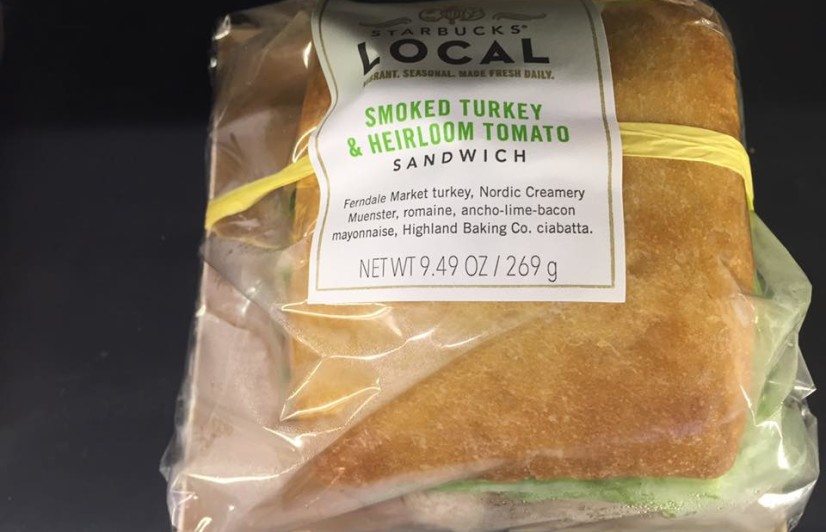 STARBUCKS®
LOCAL
VIBRANT. SEASONAL. MADE FRESH DAILY.
SMOKED TURKEY
& HEIRLOOM TOMATO
SANDWICH
Ferndale Market turkey, Nordic Creamery
Muenster, romaine, ancho-lime-bacon
mayonnaise, Highland Baking Co. ciabatta.
NET WT 9.49 OZ / 269 g